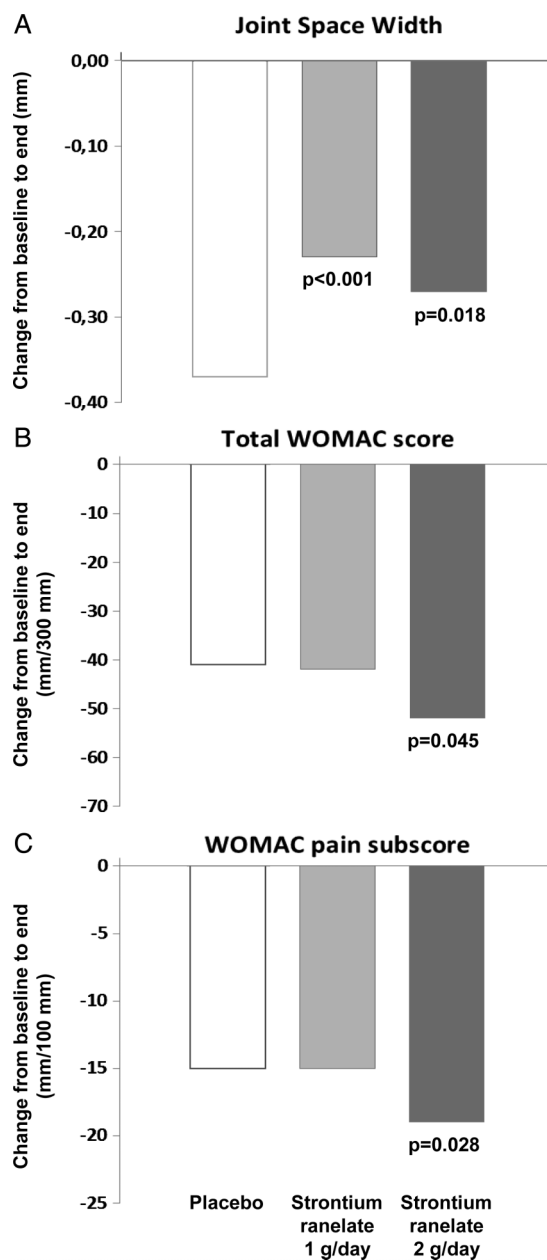 A
Joint Space Width
Change from baseline to end (mm)
0,00
-0,10
-0,20
-0,30
-0,40
p<0.001
p=0.018
B
Total WOMAC score
Change from baseline to end
(mm/300 mm)
0
-10
-20
-30
-40
-50
-60
-70
p=0.045
C
WOMAC pain subscore
Change from baseline to end
(mm/100 mm)
0
-5
-10
-15
-20
-25
p=0.028
Placebo
Strontium
ranelate
1 g/day
Strontium
ranelate
2 g/day